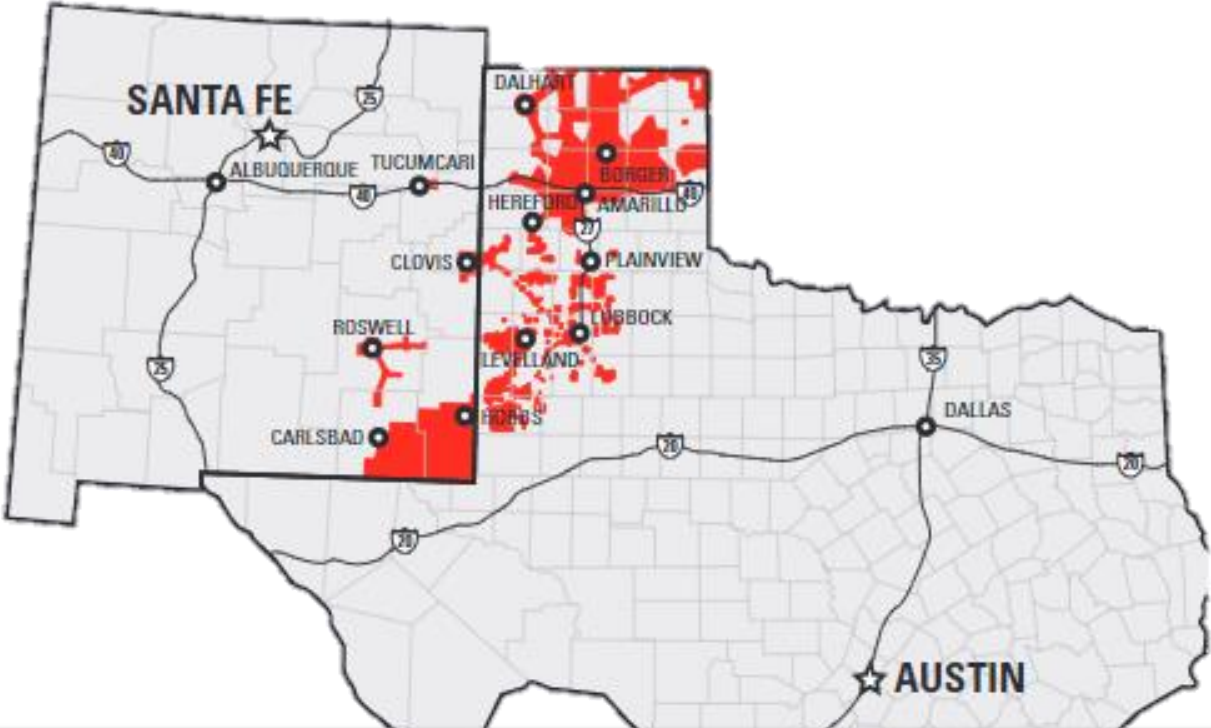 DALHART
SANTA FE
25
40
BORGER
ALBUQUERQUE
TUCUMCARI
40
40
HEREFORD
AMARILLO
27
CLOVIS
PLAINVIEW
ROSWELL
LUBBOCK
LEVELLAND
25
35
HOBBS
DALLAS
CARLSBAD
20
20
20
AUSTIN